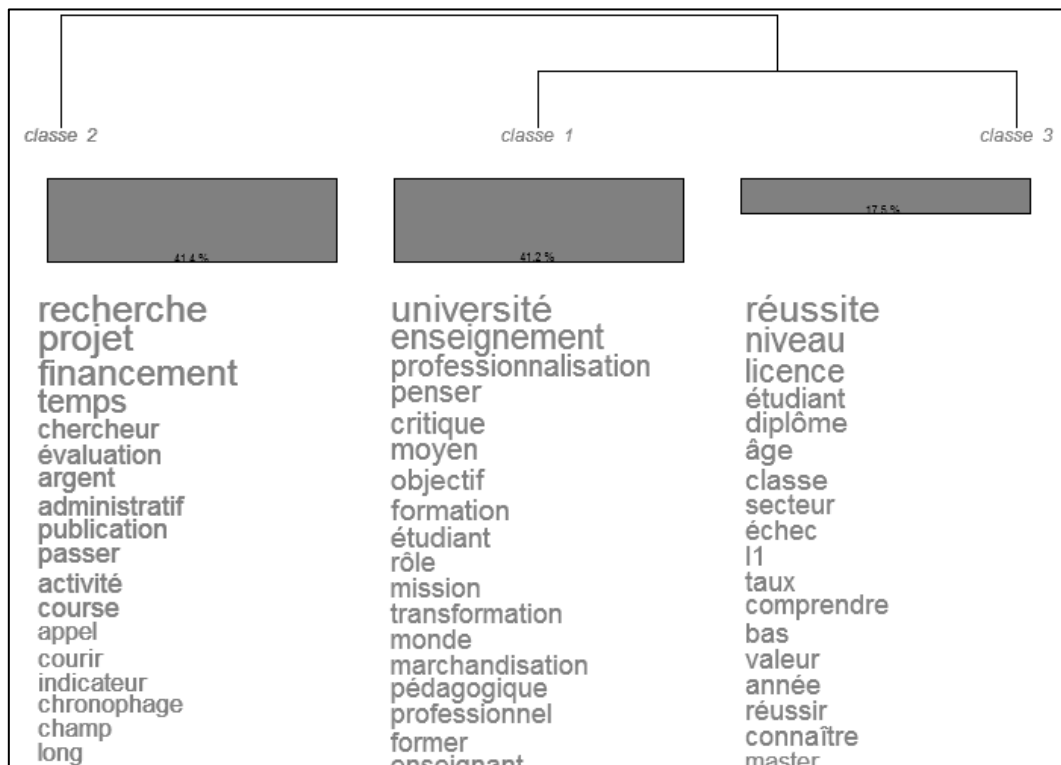 classe 2
classe 1
classe 3
41.4 %
41.2 %
17.5 %
recherche
projet
financement
temps
chercheur
évaluation
argent
administratif
publication
passer
activité
course
appel
courir
indicateur
chronophage
champ
long
université
enseignement
professionnalisation
penser
critique
moyen
objectif
formation
étudiant
rôle
mission
transformation
monde
marchandisation
pédagogique
professionnel
former
enseignant
réussite
niveau
licence
étudiant
diplôme
âge
classe
secteur
échec
l1
taux
comprendre
bas
valeur
année
réussir
connaître
master